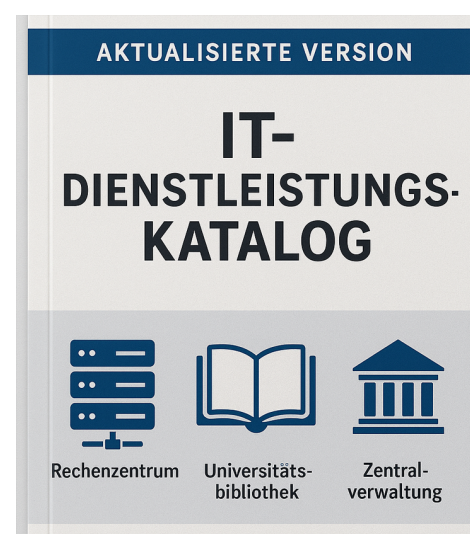 AKTUALISIERTE VERSION
IT-
DIENSTLEISTUNGS-
KATALOG
Rechenzentrum
Universitäts-
bibliothek
Zentral-
verwaltung